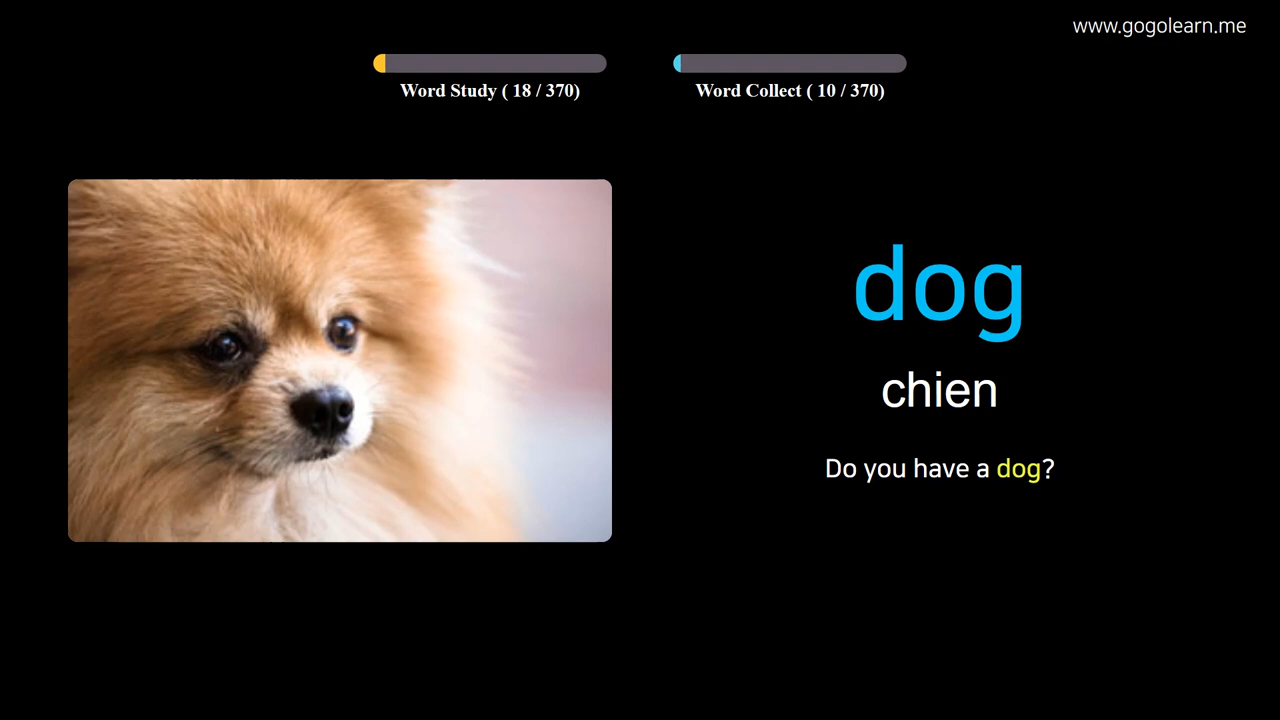 www.gogolearn.me
Word Study ( 18 / 370)
Word Collect ( 10 / 370)
dog
chien
Do you have a dog?